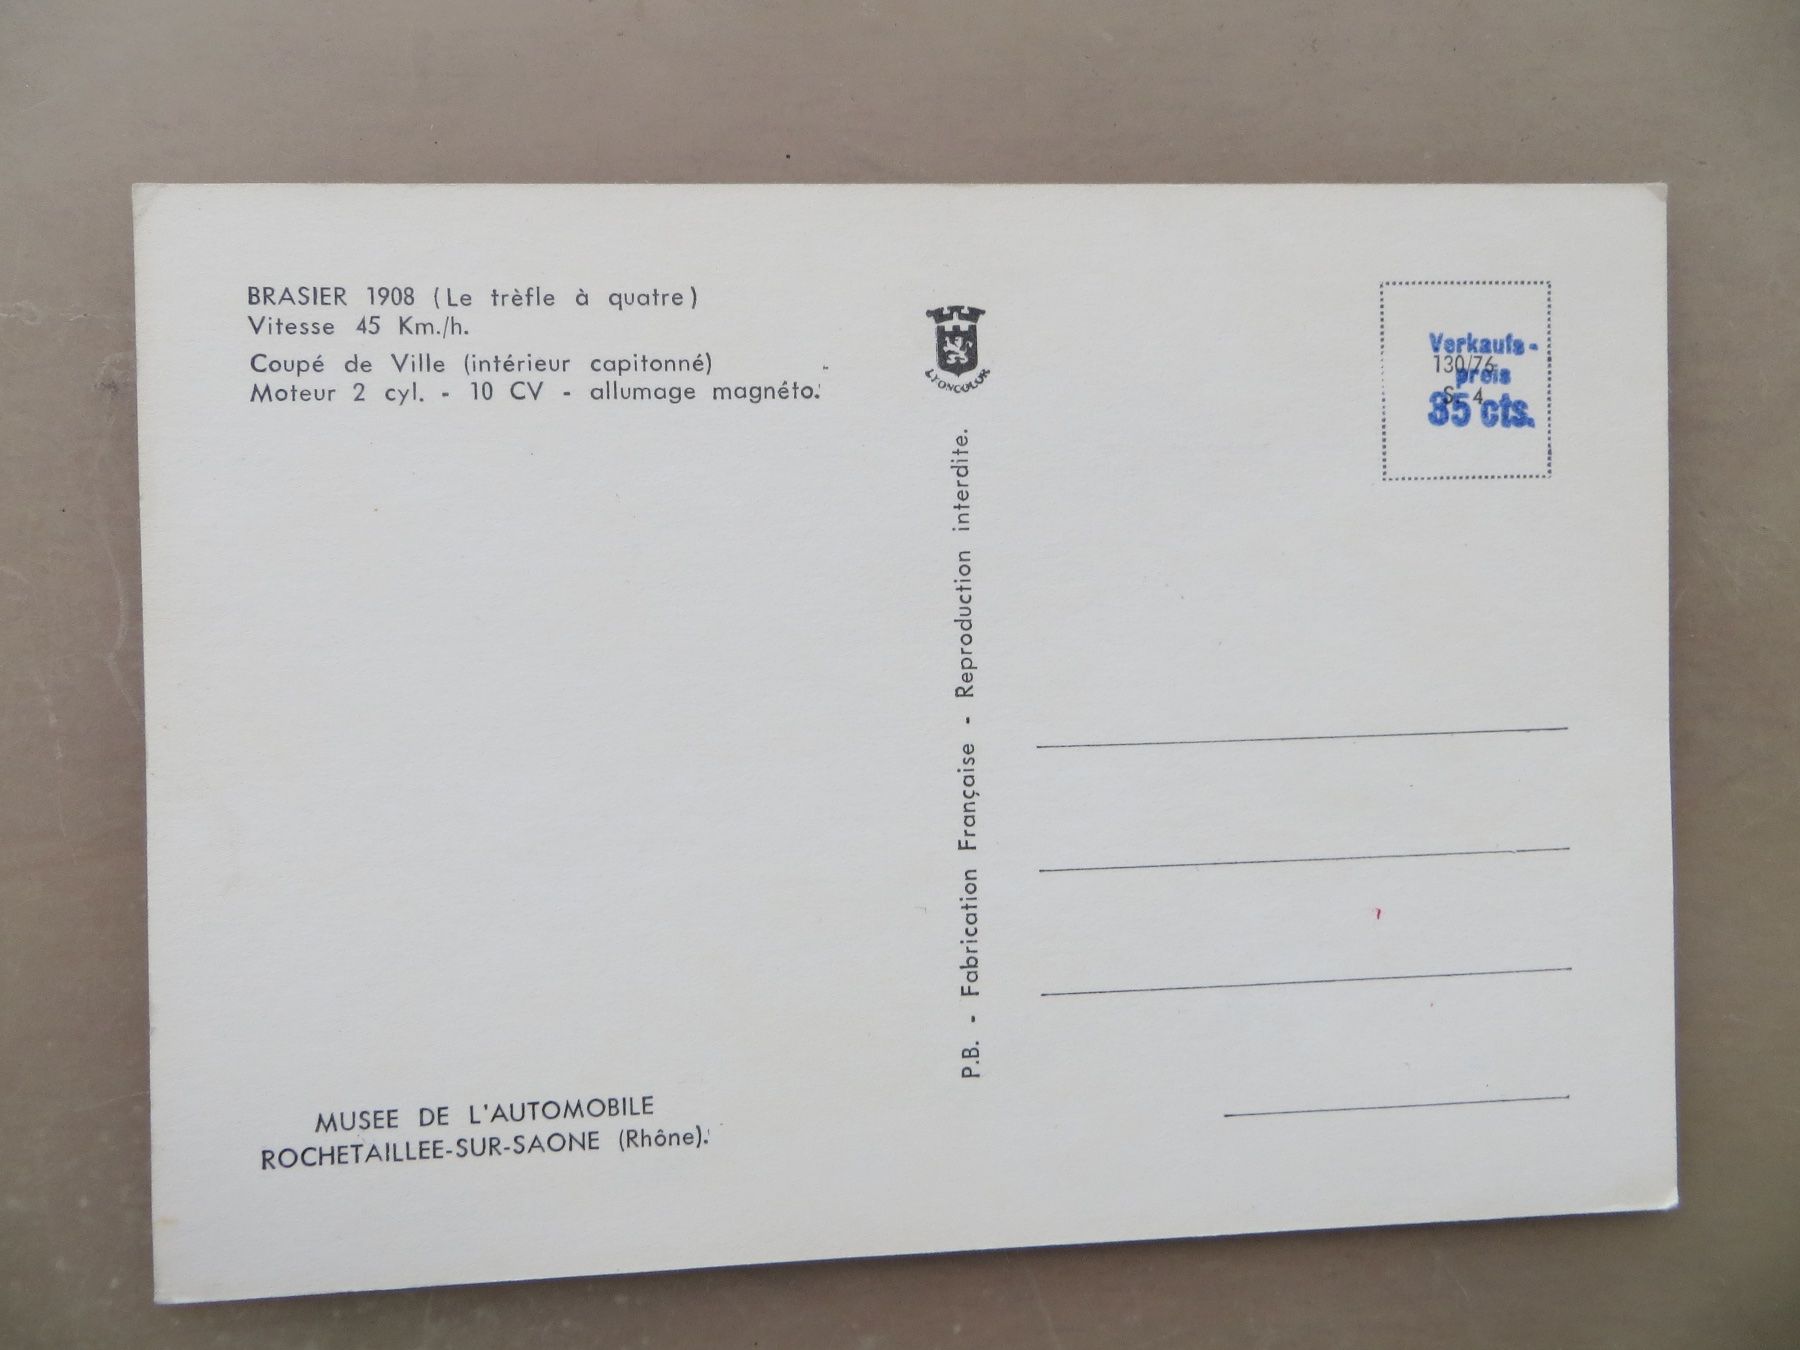 BRASIER 1908 (Le trèfle à quatre)
Vitesse 45 Km./h.
Coupé de Ville (intérieur capitonné)
Moteur 2 cyl. - 10 CV - allumage magnéto.
LYONCOLOR
P.B. - Fabrication Française - Reproduction interdite.
Verkaufs-
130/76
preis
S. 4
35 cts.
MUSEE DE L'AUTOMOBILE
ROCHETAILLEE-SUR-SAONE (Rhône).